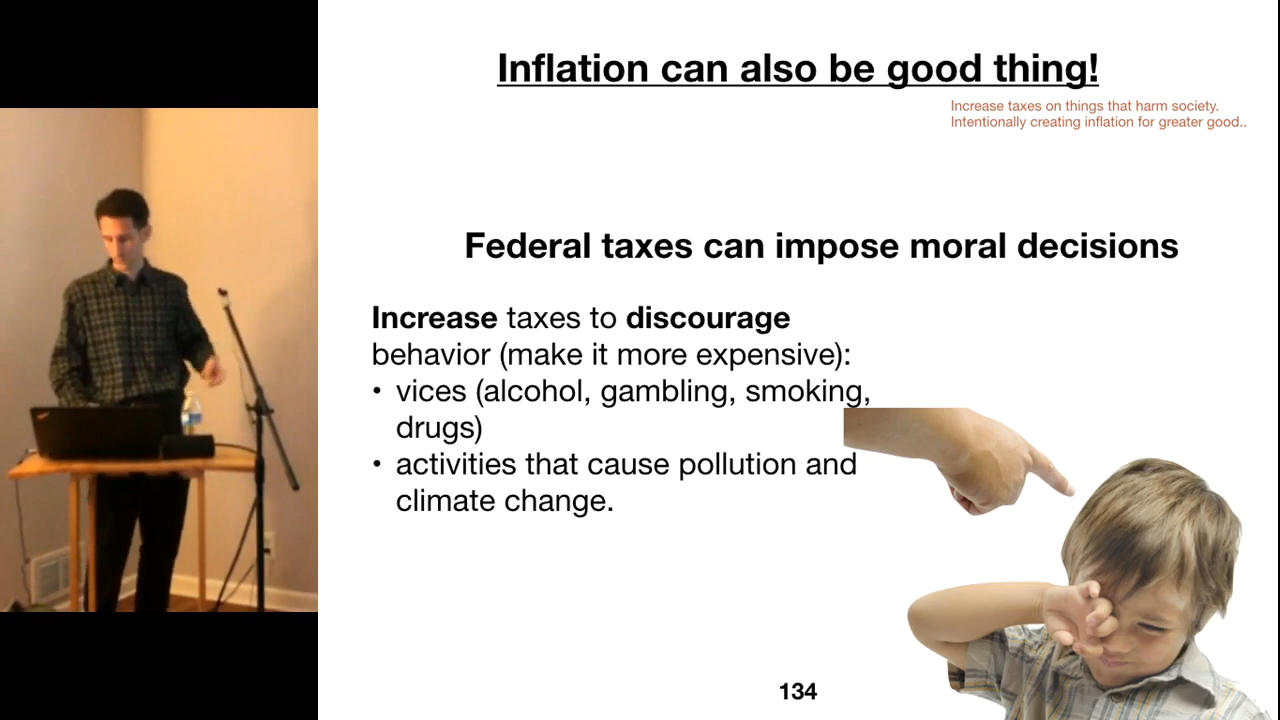 Inflation can also be good thing!
Increase taxes on things that harm society.
Intentionally creating inflation for greater good..
Federal taxes can impose moral decisions
Increase taxes to discourage
behavior (make it more expensive):
• vices (alcohol, gambling, smoking,
drugs)
• activities that cause pollution and
climate change.
134